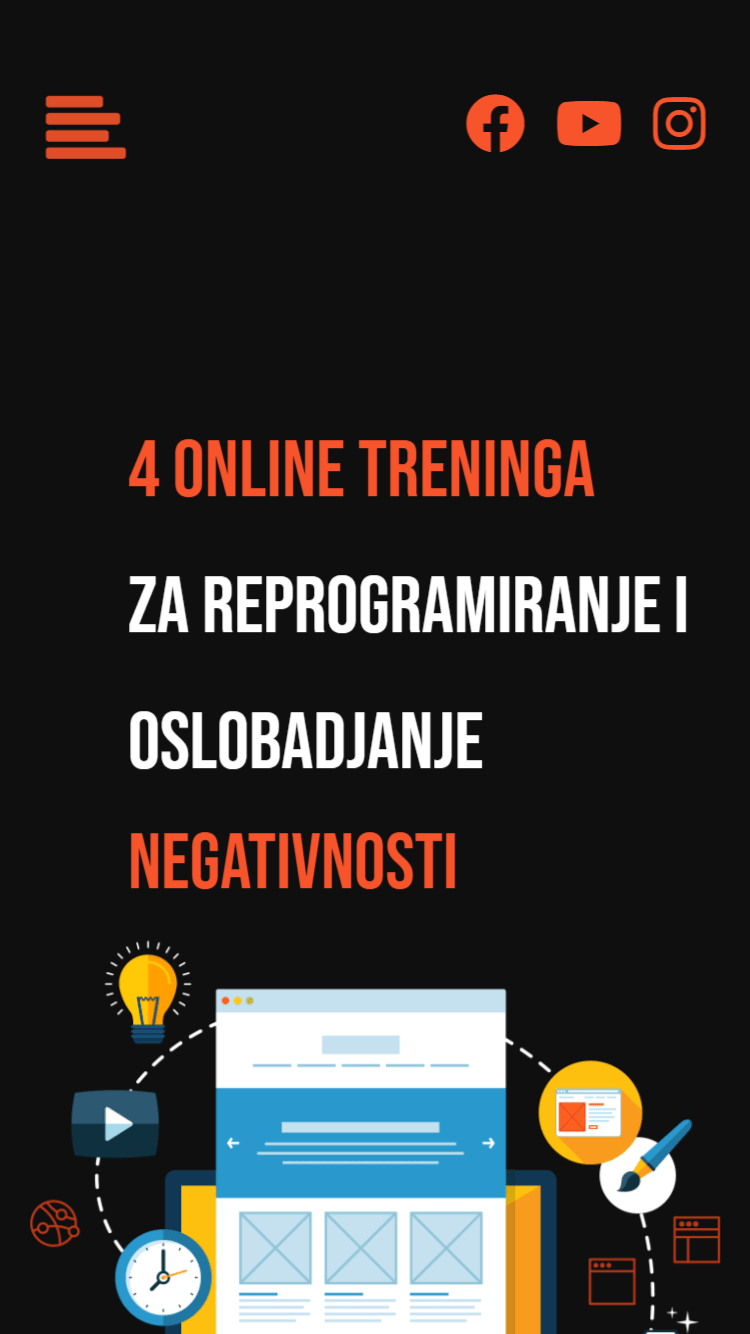 4 ONLINE TRENINGA
ZA REPROGRAMIRANJE I
OSLOBADJANJE
NEGATIVNOSTI